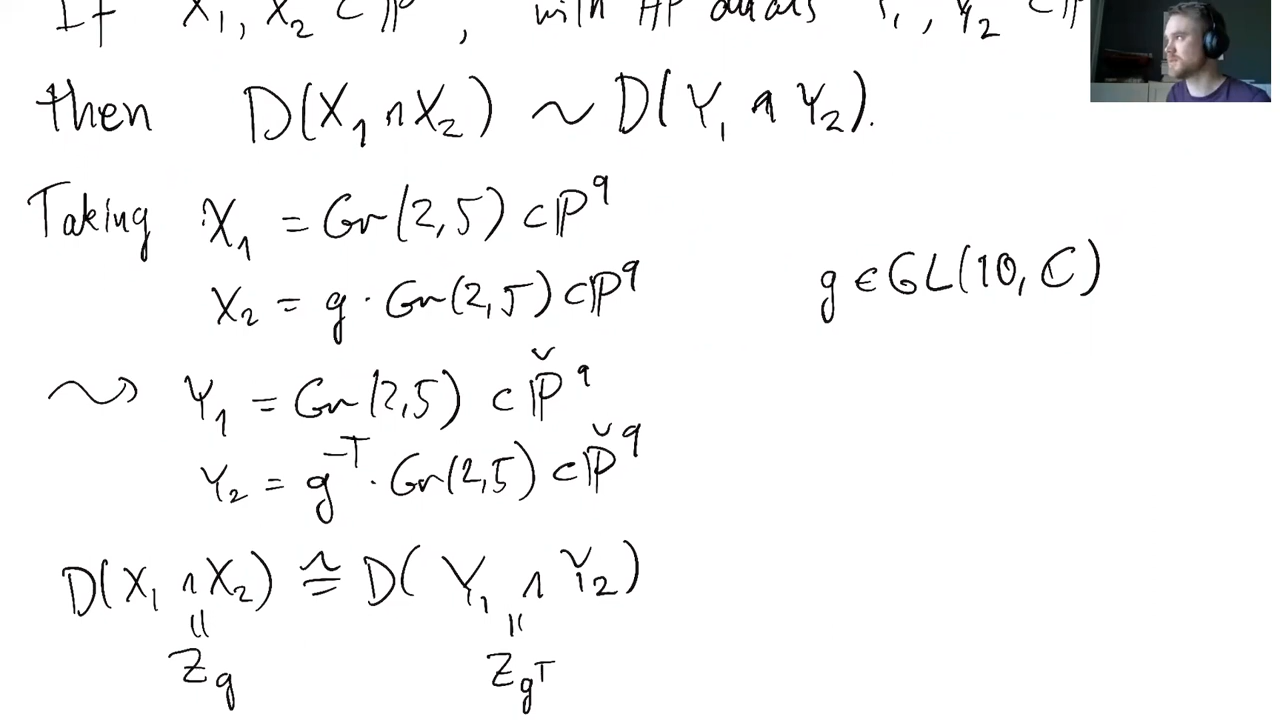 If X₁, X₂ ⊂ ℙ , with HP duals Y₁, Y₂ ⊂ ℙ
then D(X₁ ∩ X₂) ~ D(Y₁ ∩ Y₂).
Taking X₁ = Gr(2,5) ⊂ ℙ⁹
X₂ = g · Gr(2,5) ⊂ ℙ⁹ g ∈ GL(10, ℂ)
⇝ Y₁ = Gr(2,5) ⊂ ℙ̌⁹
Y₂ = g⁻ᵀ · Gr(2,5) ⊂ ℙ̌⁹
D(X₁ ∩ X₂) ≅ D(Y₁ ∩ Y̌₂)
|| ||
Z_g Z_{gᵀ}